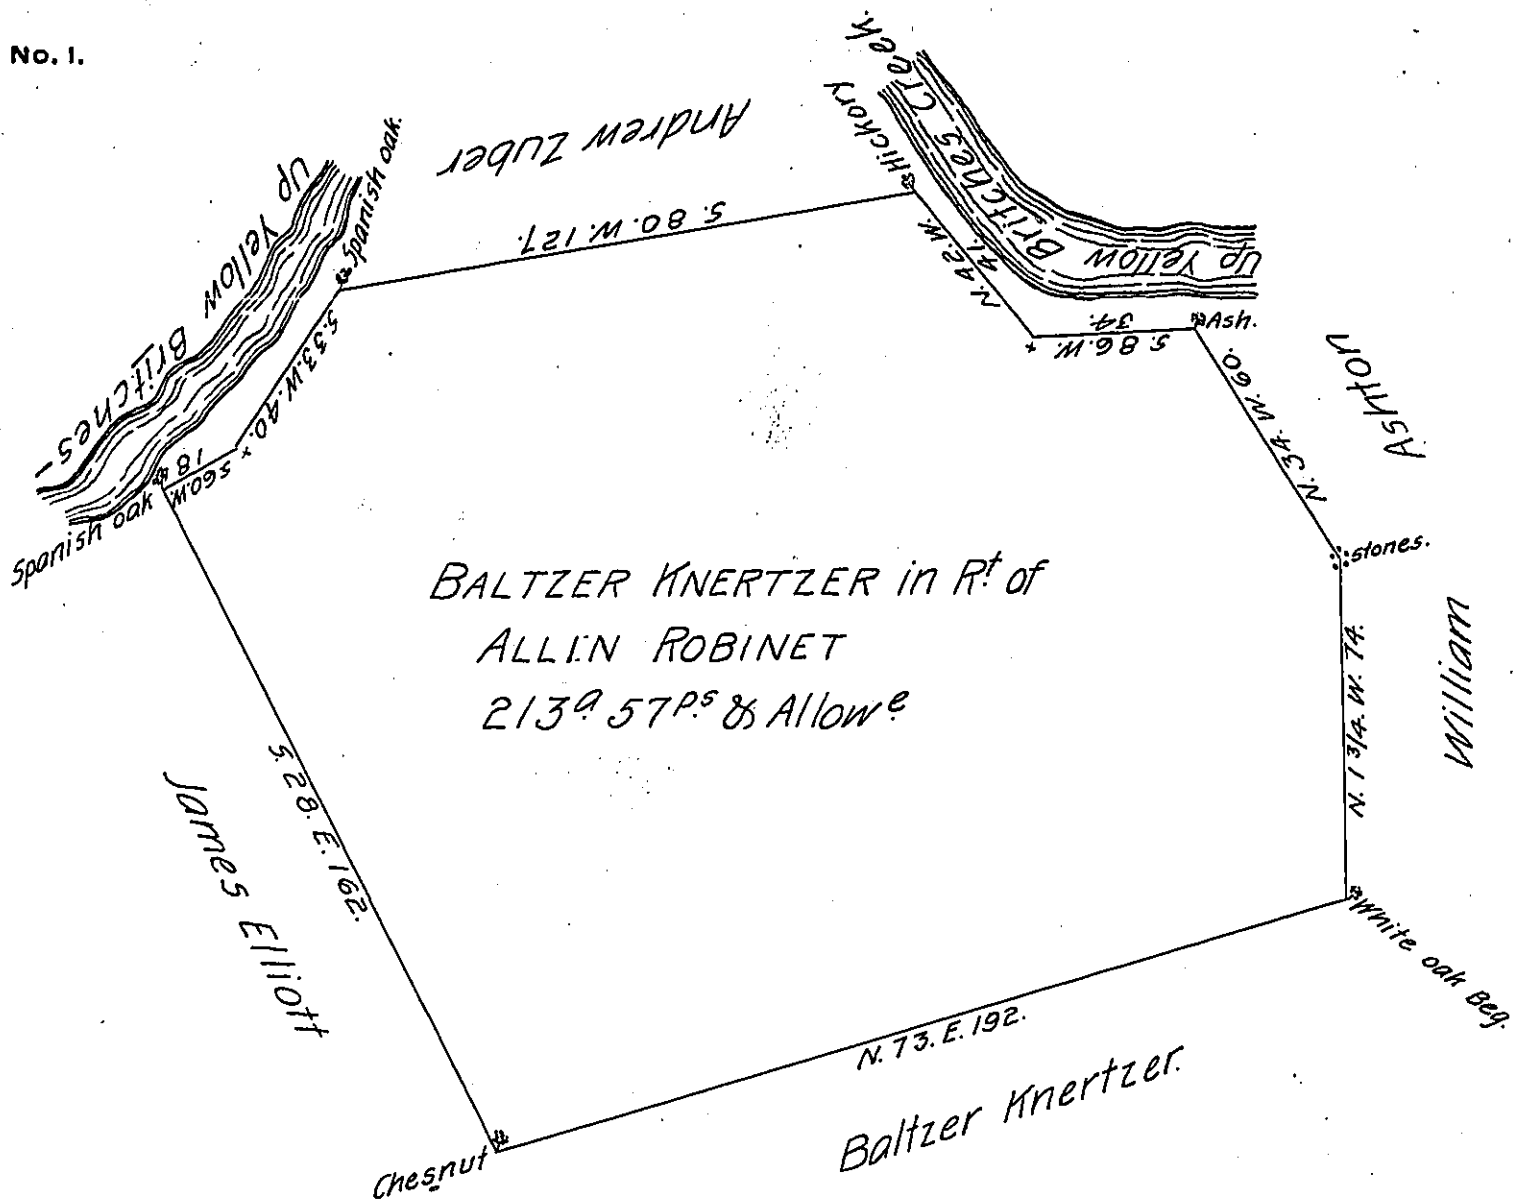 No. 1.
Up Yellow Britches
Spanish oak.
Andrew Zuber
S. 80. W. 127.
Hickory
Up Yellow Britches Creek.
N. 42. W. 41.
S. 86. W. 34.
Ash.
N. 34. W. 60.
Ashton
stones.
William
N. 1 3/4. W. 74.
White oak Beg.
S. 33. W. 40.
S60. W. 18
Spanish oak
BALTZER KNERTZER in Rt. of
ALLIN ROBINET
213a 57ps & Allowe
James Elliott
S. 28. E. 162.
N. 73. E. 192.
Chesnut
Baltzer Knertzer.